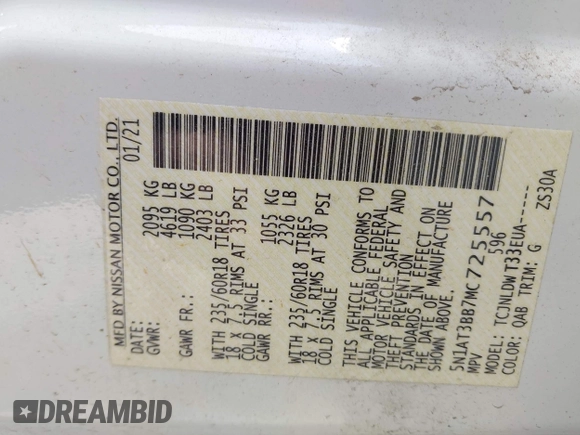 MFD BY NISSAN MOTOR CO., LTD.
DATE: 01/21
GVWR: 2095 KG
4619 LB
GAWR FR.: 1090 KG
2403 LB
WITH 235/60R18 TIRES
18 X 7.5 RIMS AT 33 PSI
COLD SINGLE
GAWR RR.: 1055 KG
2326 LB
WITH 235/60R18 TIRES
18 X 7.5 RIMS AT 30 PSI
COLD SINGLE
THIS VEHICLE CONFORMS TO
ALL APPLICABLE FEDERAL
MOTOR VEHICLE SAFETY AND
THEFT PREVENTION
STANDARDS IN EFFECT ON
THE DATE OF MANUFACTURE
5N1AT3BB7MC725557
MPV 596
TCJNLDWT33EUA------
COLOR: QAB TRIM: G
ZS30A
DREAMBID